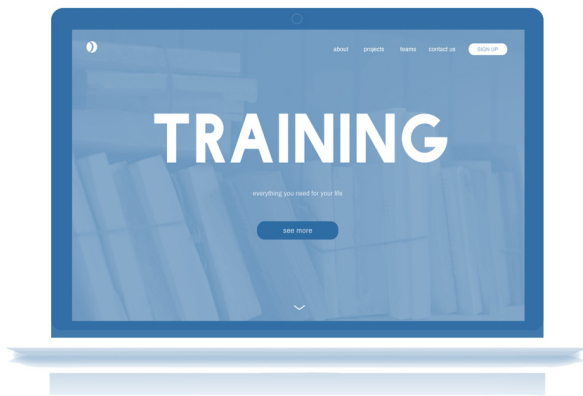 about projects teams contact us SIGN UP
TRAINING
everything you need for your life
see more